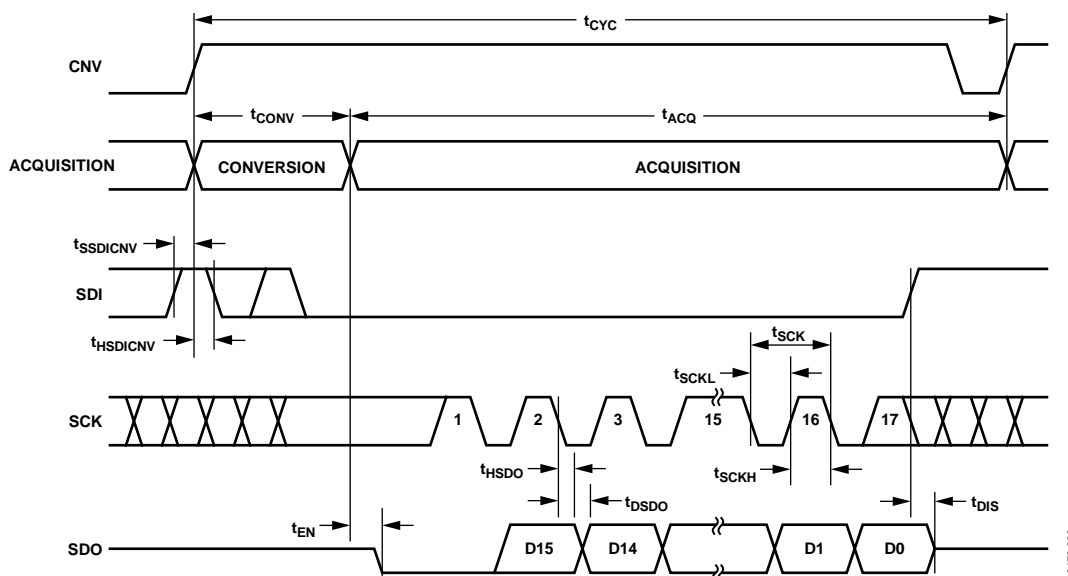 tCYC
CNV
tCONV
tACQ
ACQUISITION
CONVERSION
ACQUISITION
tSSDICNV
SDI
tHSDICNV
tSCK
tSCKL
SCK
1
2
3
15
16
17
tHSDO
tDSDO
tSCKH
tEN
tDIS
SDO
D15
D14
D1
D0